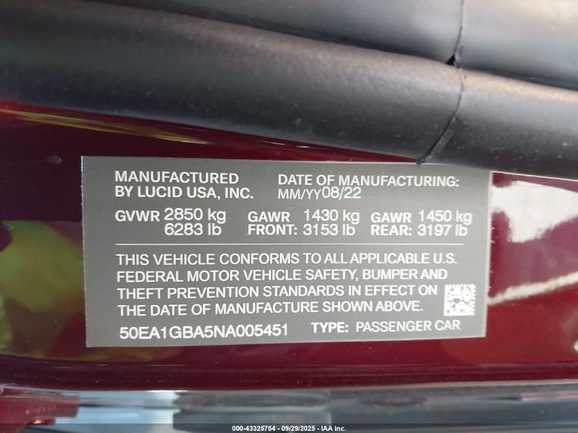 MANUFACTURED DATE OF MANUFACTURING:
BY LUCID USA, INC. MM/YY 08/22
GVWR 2850 kg GAWR 1430 kg GAWR 1450 kg
6283 lb FRONT: 3153 lb REAR: 3197 lb
THIS VEHICLE CONFORMS TO ALL APPLICABLE U.S.
FEDERAL MOTOR VEHICLE SAFETY, BUMPER AND
THEFT PREVENTION STANDARDS IN EFFECT ON
THE DATE OF MANUFACTURE SHOWN ABOVE.
50EA1GBA5NA005451 TYPE: PASSENGER CAR
000-43325754 - 09/29/2025 - IAA Inc.